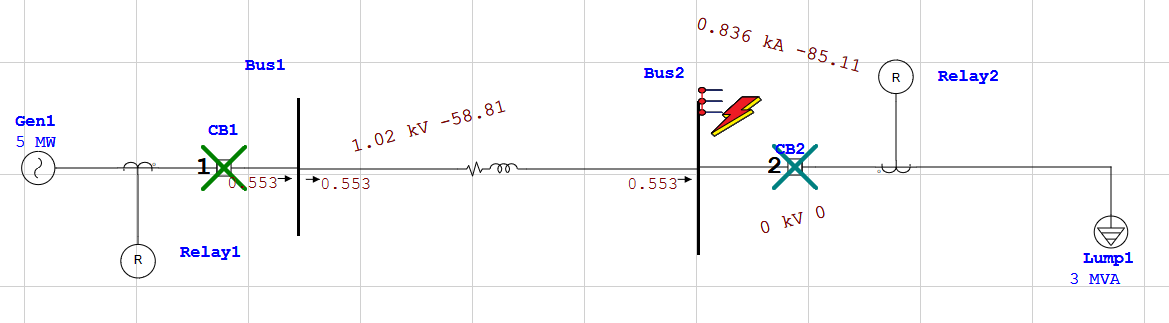 0.836 kA -85.11
Bus1
Bus2
R
Relay2
Gen1
5 MW
CB1
1.02 kV -58.81
CB2
1
2
0.553
0.553
0.553
0 kV 0
R
Relay1
Lump1
3 MVA